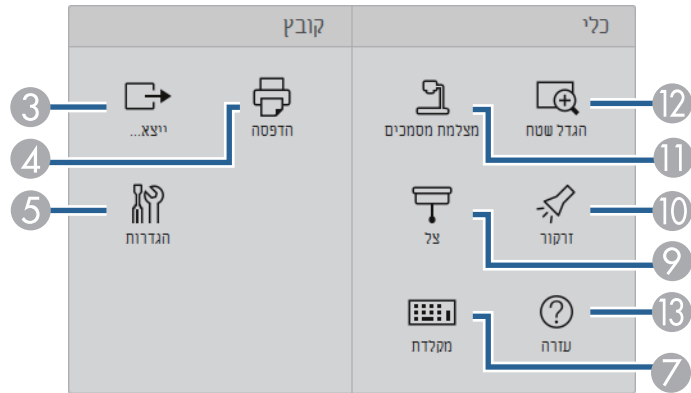 כלי
קובץ
הגדל שטח
מצלמת מסמכים
הדפסה
ייצא...
זרקור
צל
הגדרות
עזרה
מקלדת
3
4
5
12
11
10
9
13
7